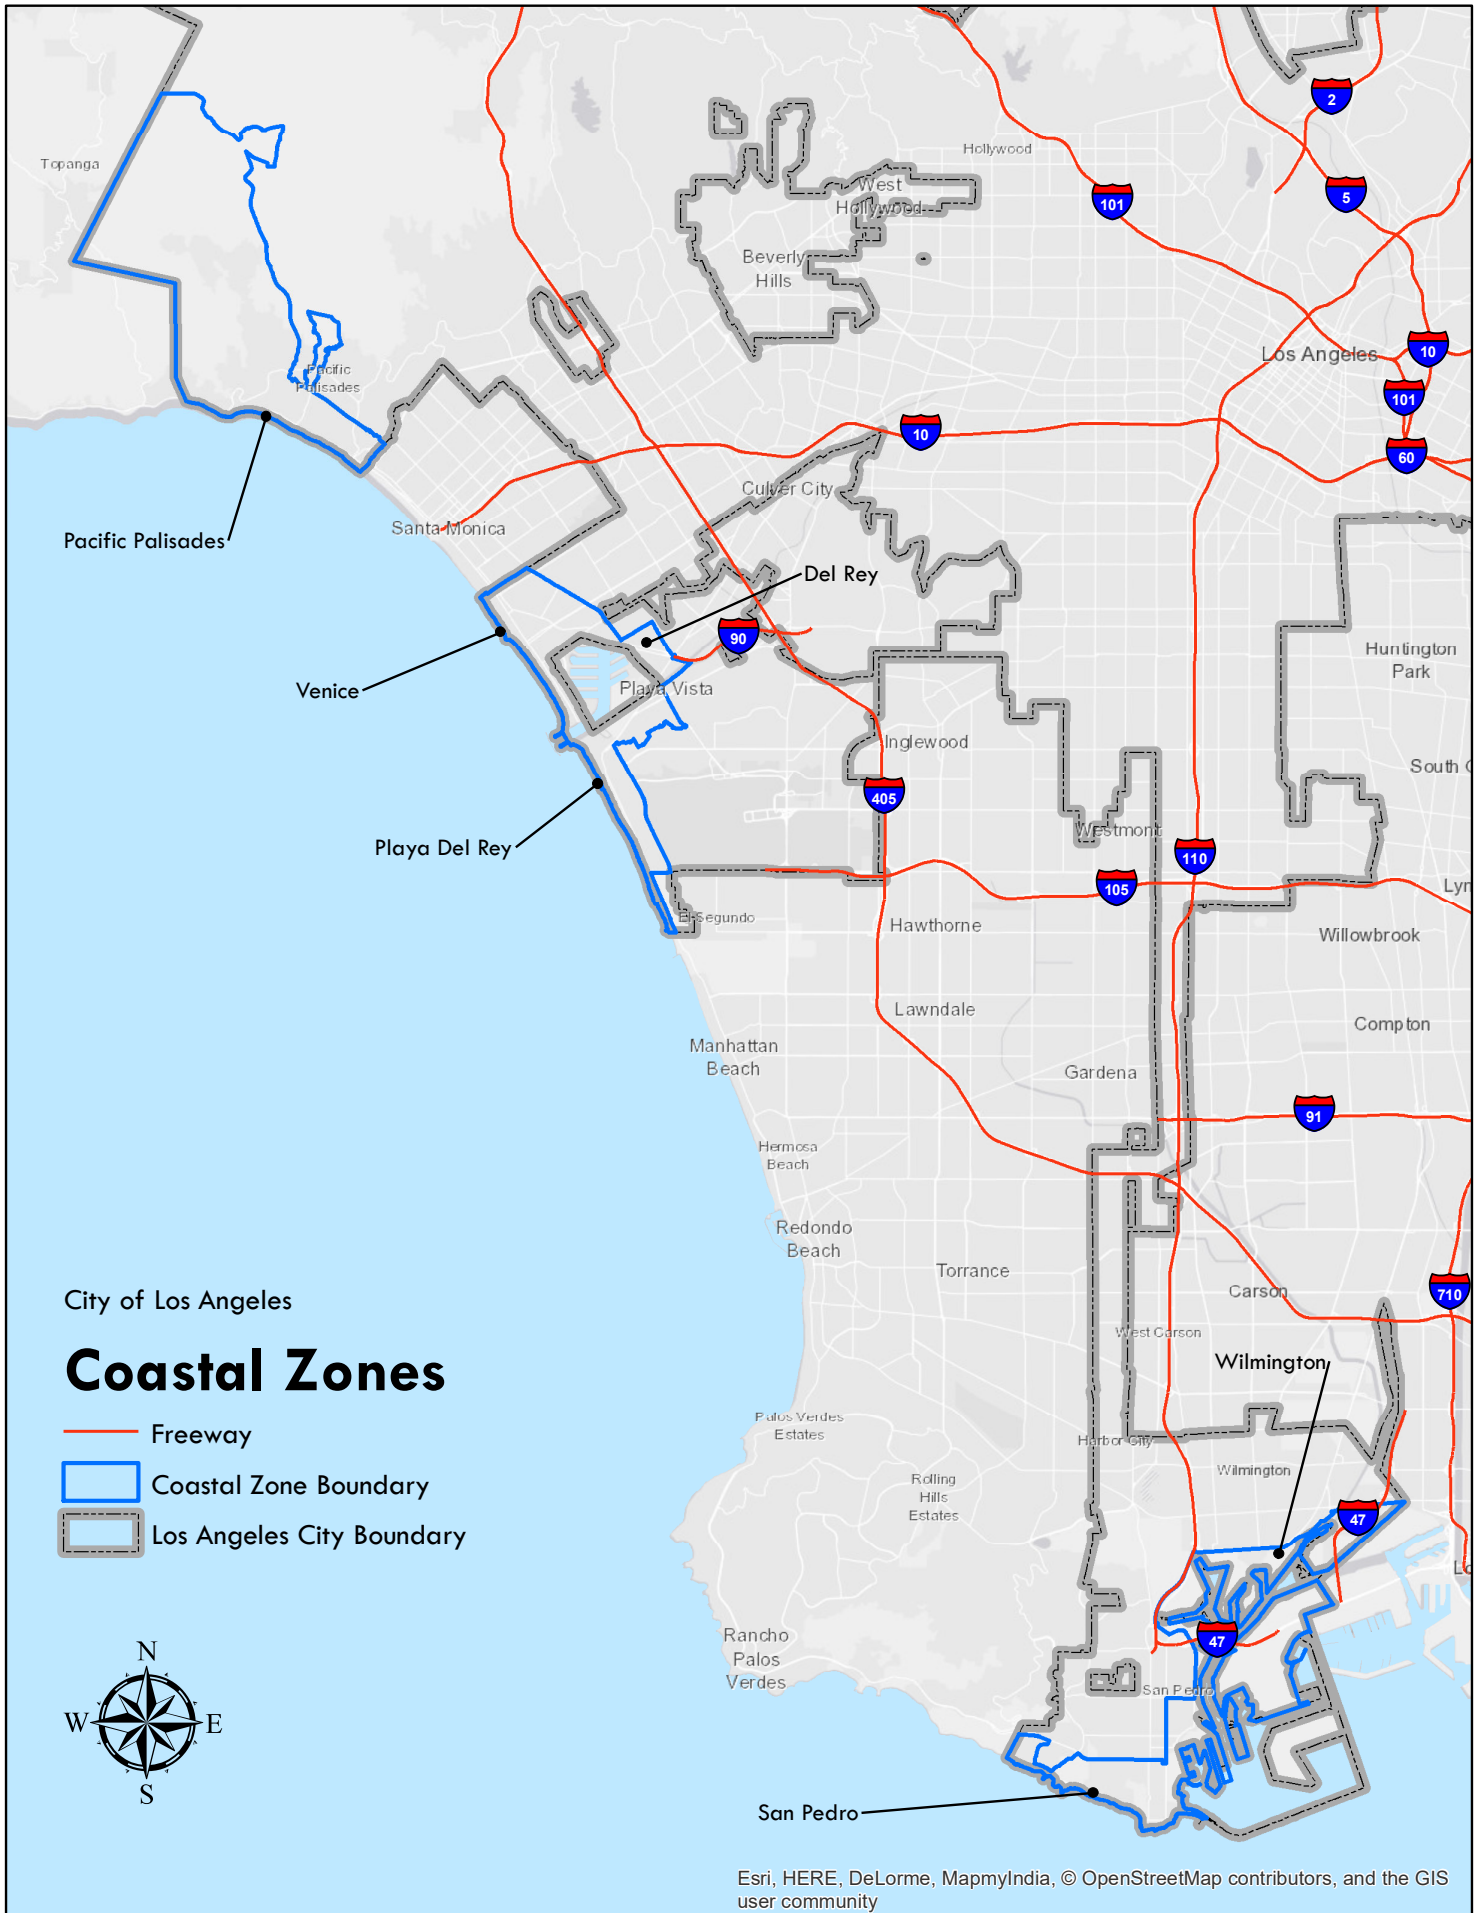 2
Topanga
Hollywood
5
West
Hollywood
101
Beverly
Hills
Los Angeles
10
Pacific
Palisades
101
10
60
Culver City
Santa Monica
Pacific Palisades
Del Rey
90
Huntington
Park
Venice
Playa Vista
Inglewood
South
405
Westmont
Playa Del Rey
110
105
El Segundo
Hawthorne
Willowbrook
Lawndale
Compton
Manhattan
Beach
Gardena
91
Hermosa
Beach
Redondo
Beach
Torrance
Carson
710
City of Los Angeles
West Carson
Coastal Zones
Wilmington
Palos Verdes
Estates
Freeway
Harbor City
Wilmington
Coastal Zone Boundary
Rolling
Hills
Estates
47
Los Angeles City Boundary
Rancho
Palos
Verdes
47
N
W
E
S
San Pedro
San Pedro
Esri, HERE, DeLorme, MapmyIndia, © OpenStreetMap contributors, and the GIS
user community